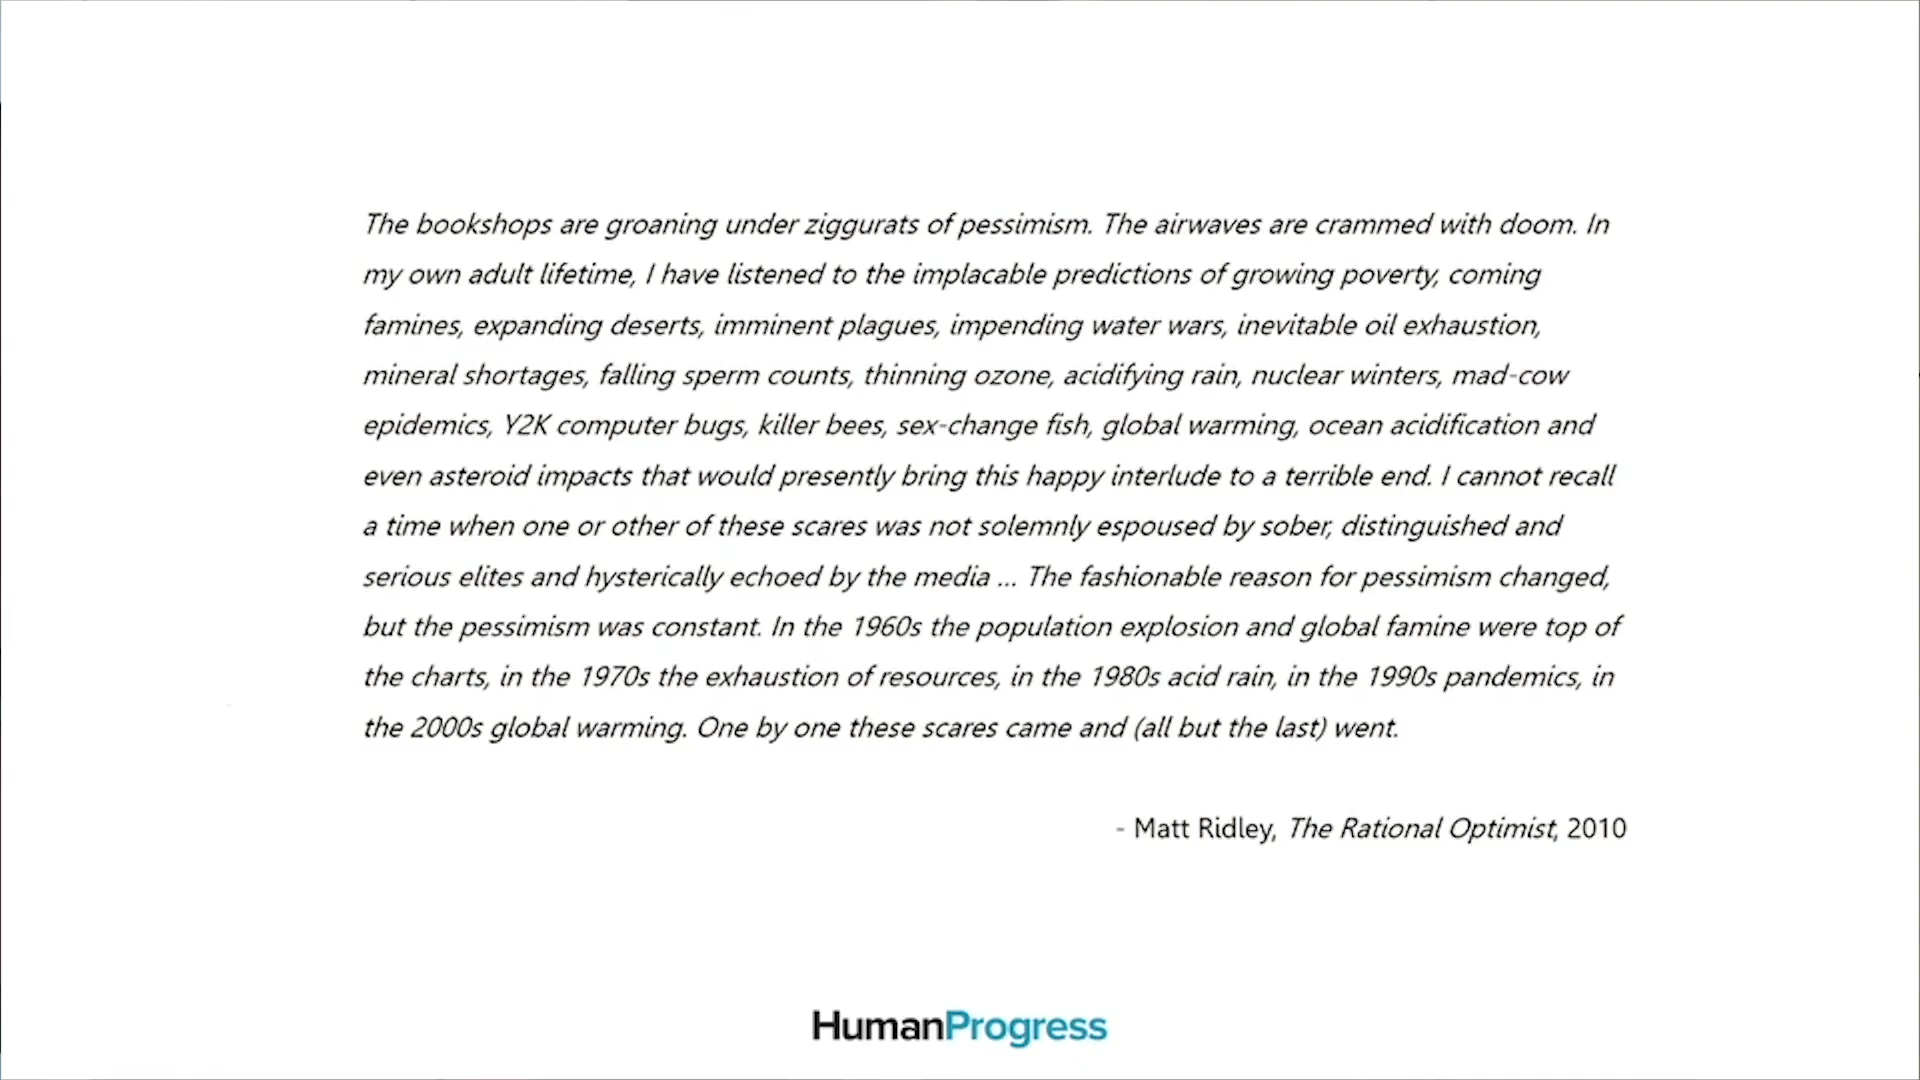 The bookshops are groaning under ziggurats of pessimism. The airwaves are crammed with doom. In
my own adult lifetime, I have listened to the implacable predictions of growing poverty, coming
famines, expanding deserts, imminent plagues, impending water wars, inevitable oil exhaustion,
mineral shortages, falling sperm counts, thinning ozone, acidifying rain, nuclear winters, mad-cow
epidemics, Y2K computer bugs, killer bees, sex-change fish, global warming, ocean acidification and
even asteroid impacts that would presently bring this happy interlude to a terrible end. I cannot recall
a time when one or other of these scares was not solemnly espoused by sober, distinguished and
serious elites and hysterically echoed by the media ... The fashionable reason for pessimism changed,
but the pessimism was constant. In the 1960s the population explosion and global famine were top of
the charts, in the 1970s the exhaustion of resources, in the 1980s acid rain, in the 1990s pandemics, in
the 2000s global warming. One by one these scares came and (all but the last) went.
- Matt Ridley, The Rational Optimist, 2010
HumanProgress